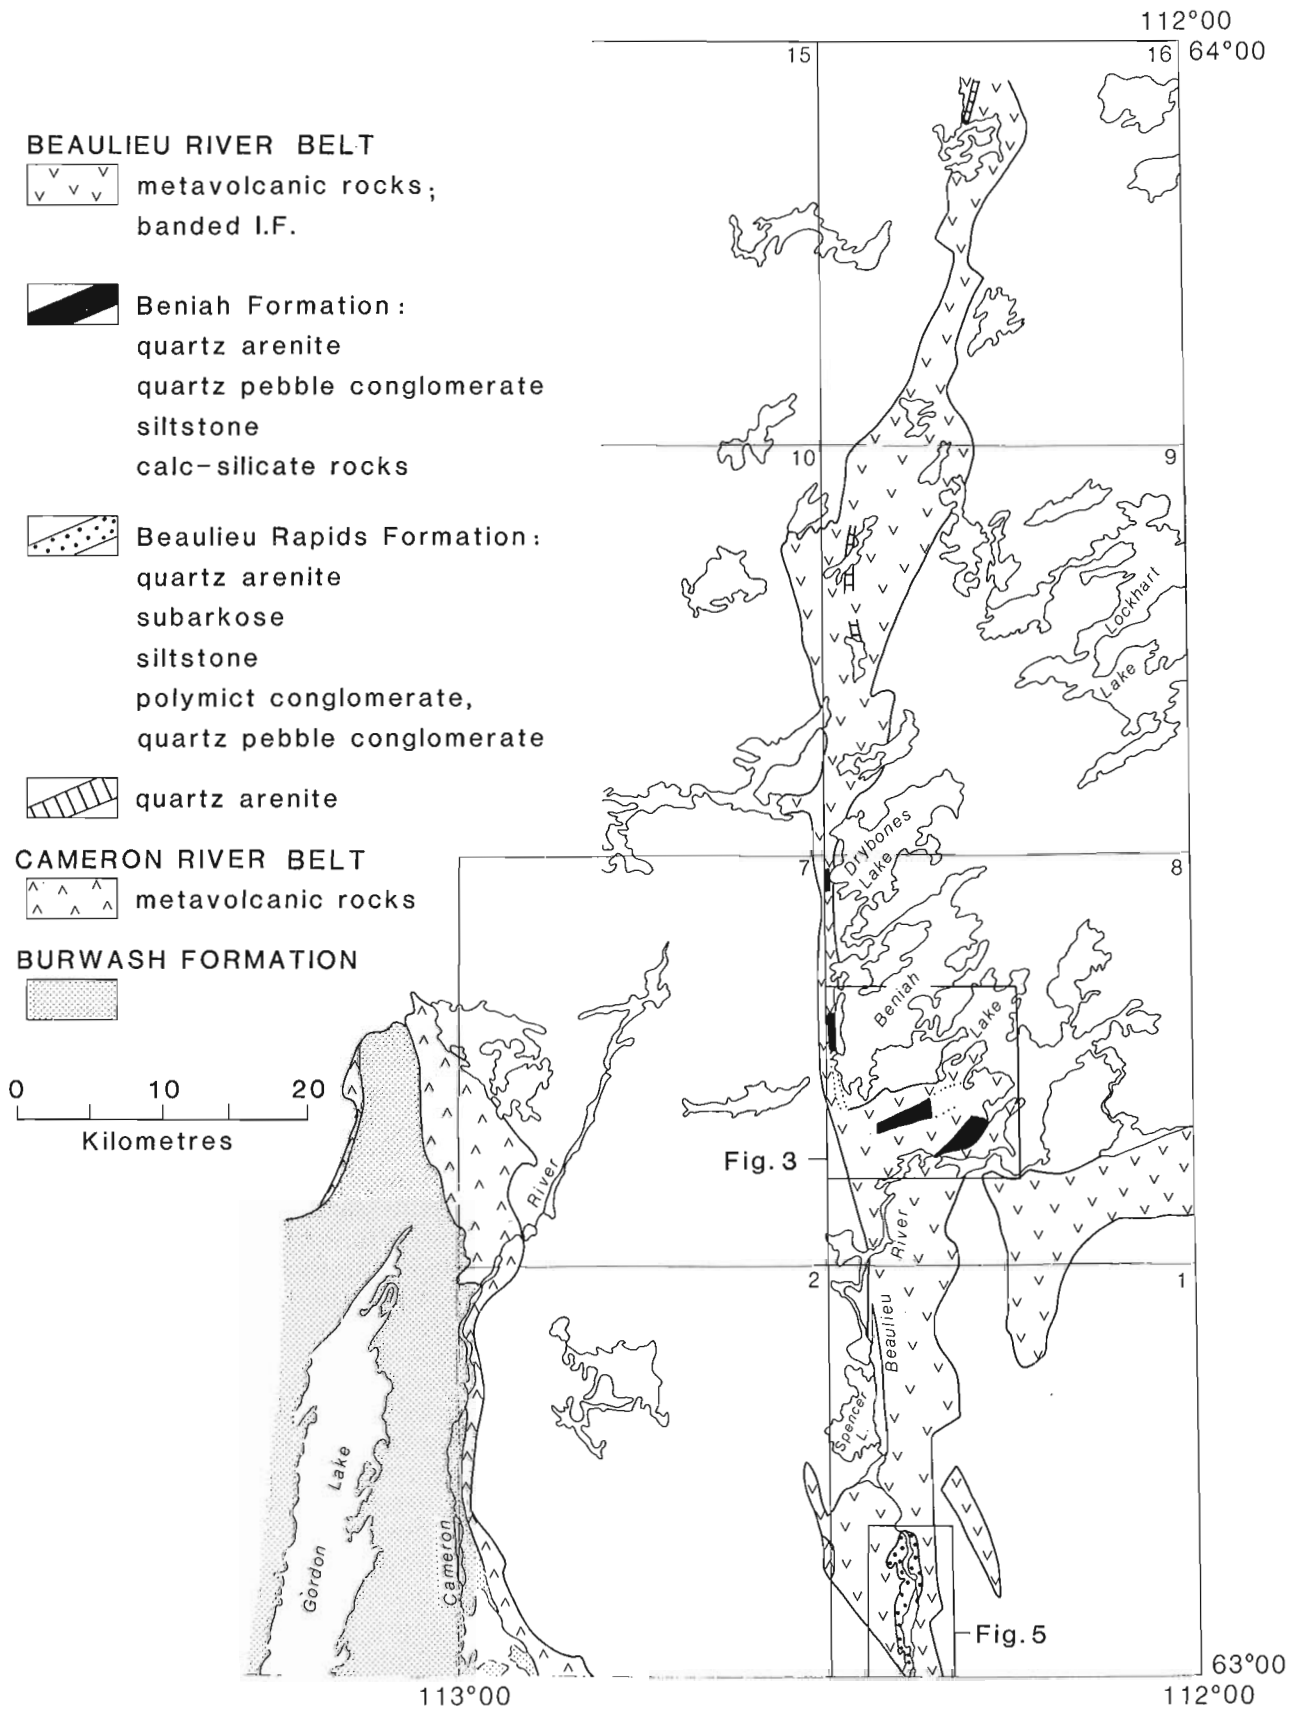 112°00
15
16
64°00
BEAULIEU RIVER BELT
metavolcanic rocks;
banded I.F.
Beniah Formation:
quartz arenite
quartz pebble conglomerate
siltstone
calc-silicate rocks
Beaulieu Rapids Formation:
quartz arenite
subarkose
siltstone
polymict conglomerate,
quartz pebble conglomerate
quartz arenite
CAMERON RIVER BELT
metavolcanic rocks
BURWASH FORMATION
0 10 20
Kilometres
10
9
Lockhart
Lake
Drybones
Lake
7
8
Beniah
Lake
Fig. 3
River
River
Beaulieu
2
1
Spencer
L.
Lake
Gordon
Cameron
Fig. 5
63°00
113°00
112°00